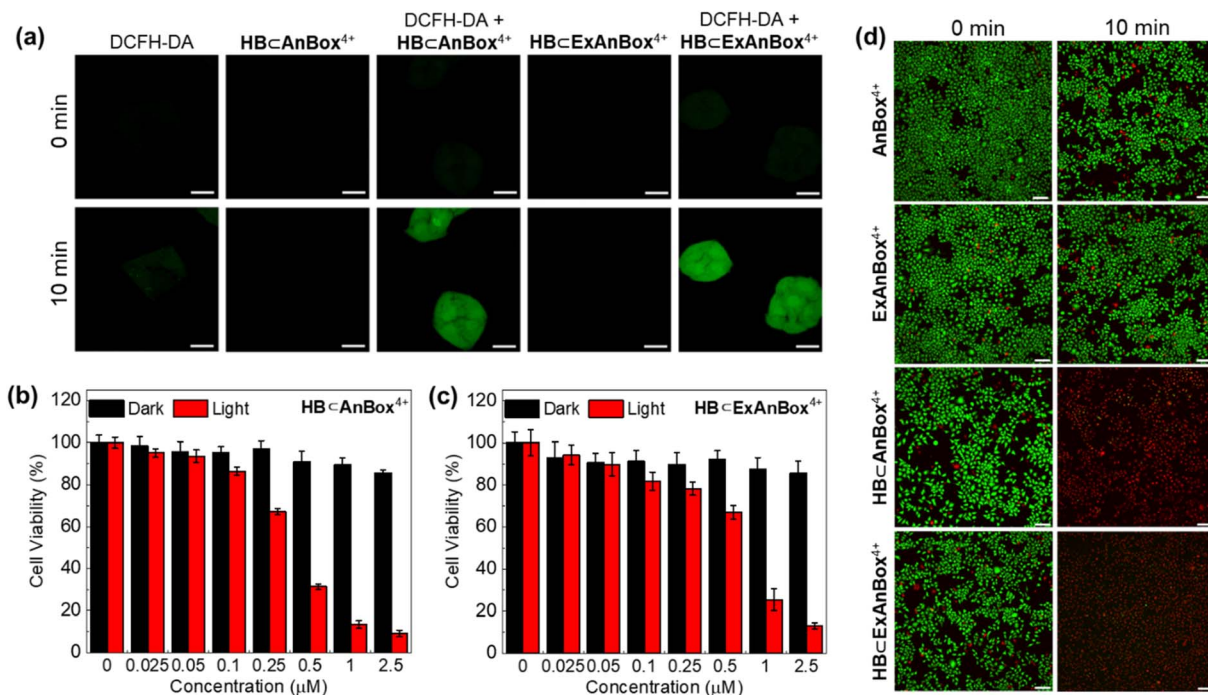 (a)
DCFH-DA
HB⊂AnBox⁴⁺
DCFH-DA +
HB⊂AnBox⁴⁺
HB⊂ExAnBox⁴⁺
DCFH-DA +
HB⊂ExAnBox⁴⁺
0 min
10 min
(b)
120
100
80
60
40
20
0
Cell Viability (%)
Dark
Light
HB⊂AnBox⁴⁺
0 0.025 0.05 0.1 0.25 0.5 1 2.5
Concentration (μM)
(c)
120
100
80
60
40
20
0
Cell Viability (%)
Dark
Light
HB⊂ExAnBox⁴⁺
0 0.025 0.05 0.1 0.25 0.5 1 2.5
Concentration (μM)
(d)
0 min
10 min
AnBox⁴⁺
ExAnBox⁴⁺
HB⊂AnBox⁴⁺
HB⊂ExAnBox⁴⁺